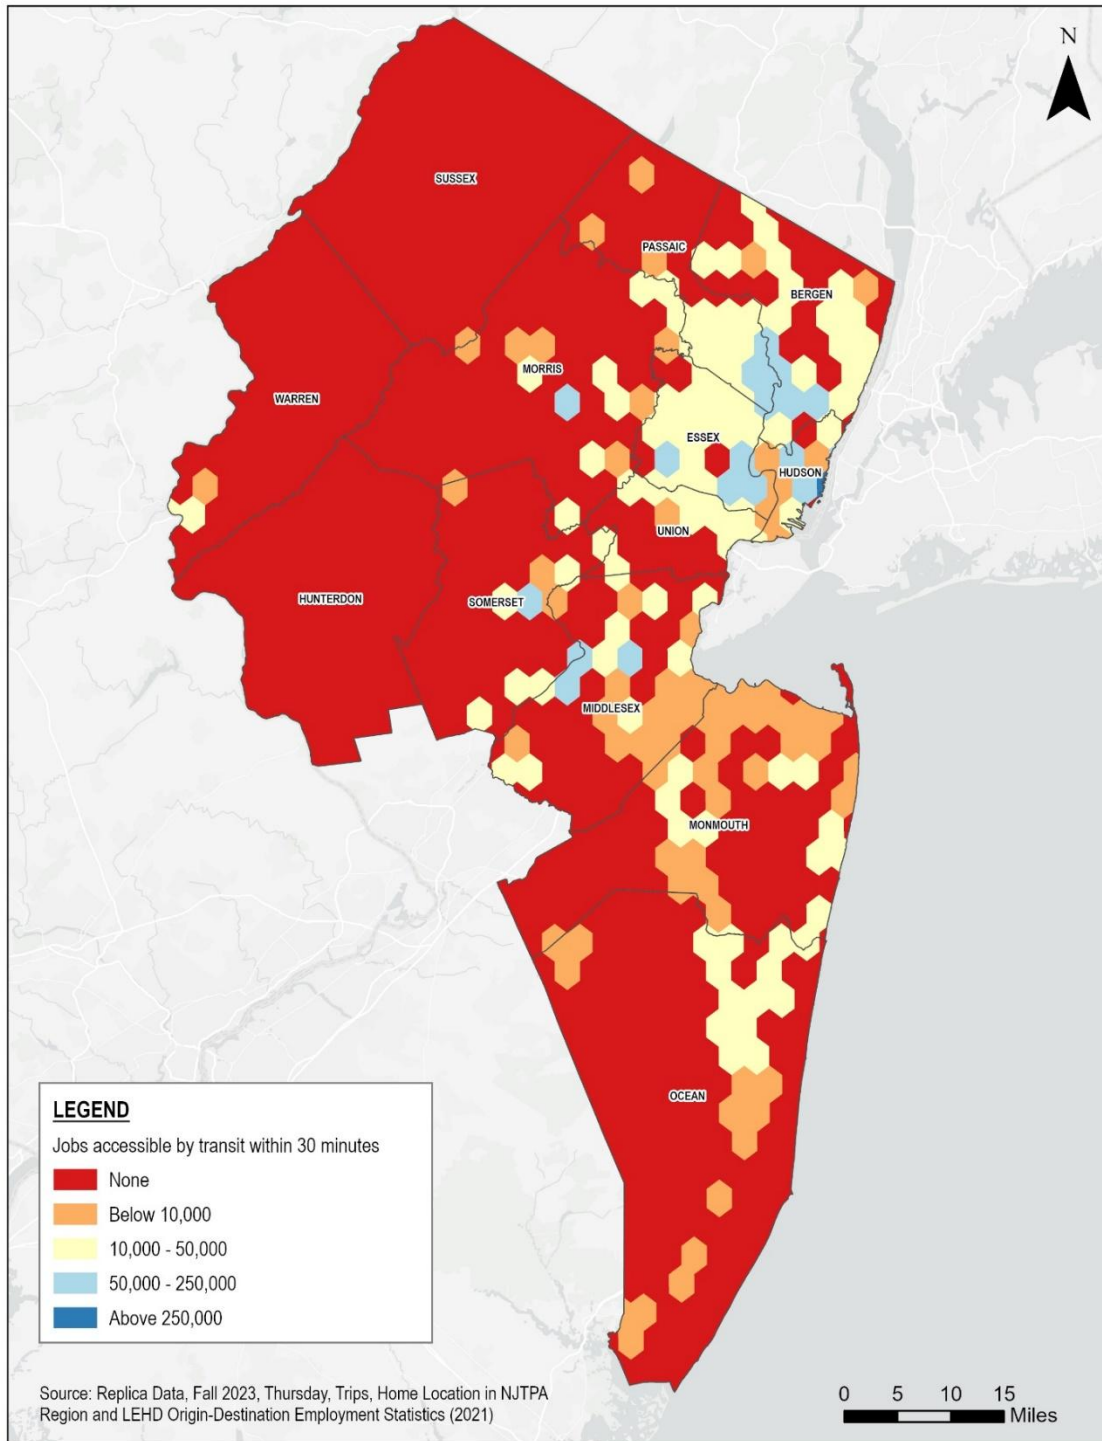 N
SUSSEX
PASSAIC
BERGEN
MORRIS
WARREN
ESSEX
HUDSON
UNION
HUNTERDON
SOMERSET
MIDDLESEX
MONMOUTH
OCEAN
LEGEND
Jobs accessible by transit within 30 minutes
None
Below 10,000
10,000 - 50,000
50,000 - 250,000
Above 250,000
Source: Replica Data, Fall 2023, Thursday, Trips, Home Location in NJTPA
Region and LEHD Origin-Destination Employment Statistics (2021)
0 5 10 15
Miles